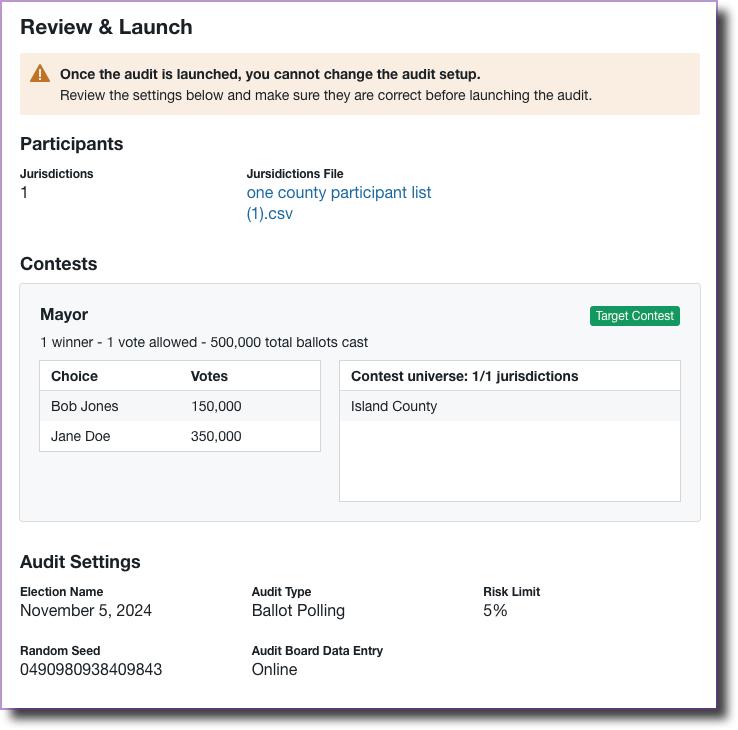 Review & Launch
Once the audit is launched, you cannot change the audit setup.
Review the settings below and make sure they are correct before launching the audit.
Participants
Jurisdictions
1
Jursidictions File
one county participant list
(1).csv
Contests
Mayor
Target Contest
1 winner - 1 vote allowed - 500,000 total ballots cast
Choice Votes
Bob Jones 150,000
Jane Doe 350,000
Contest universe: 1/1 jurisdictions
Island County
Audit Settings
Election Name
November 5, 2024
Audit Type
Ballot Polling
Risk Limit
5%
Random Seed
0490980938409843
Audit Board Data Entry
Online